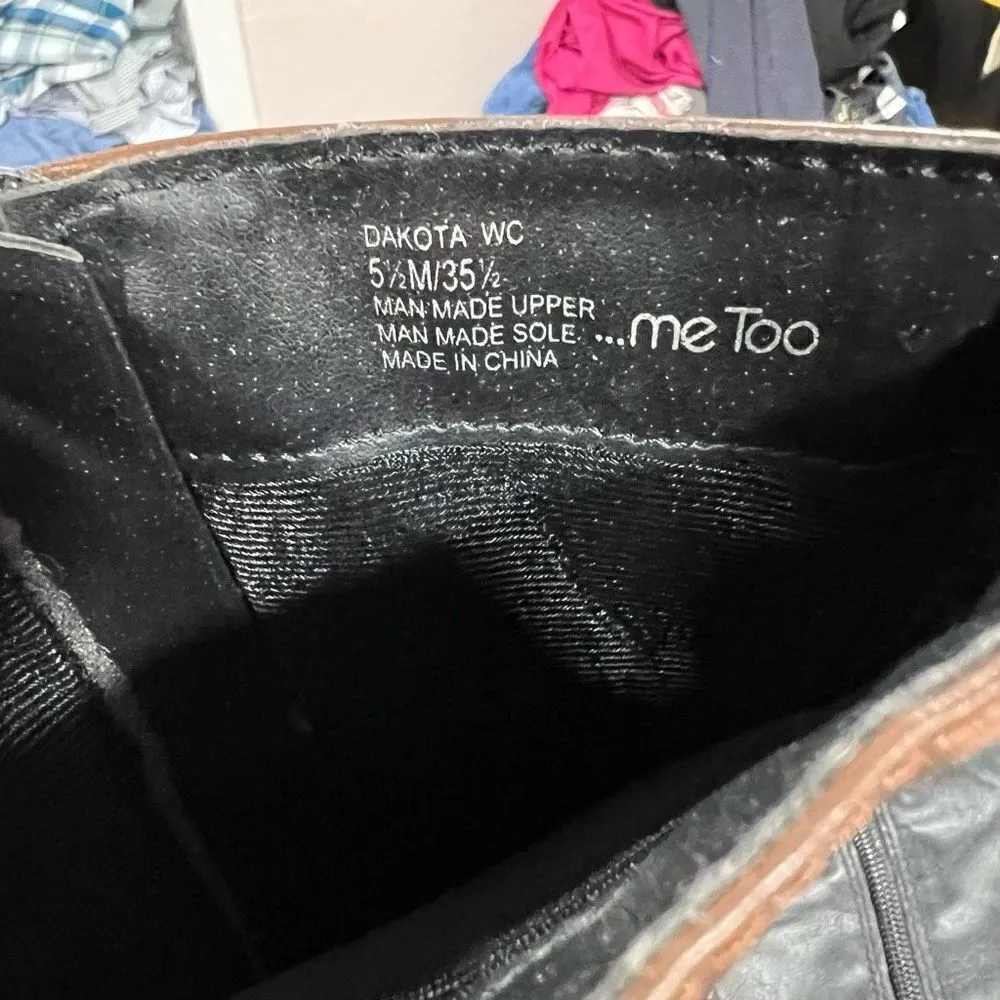 DAKOTA WC
5½M/35½
MAN MADE UPPER
MAN MADE SOLE
MADE IN CHINA
...me Too